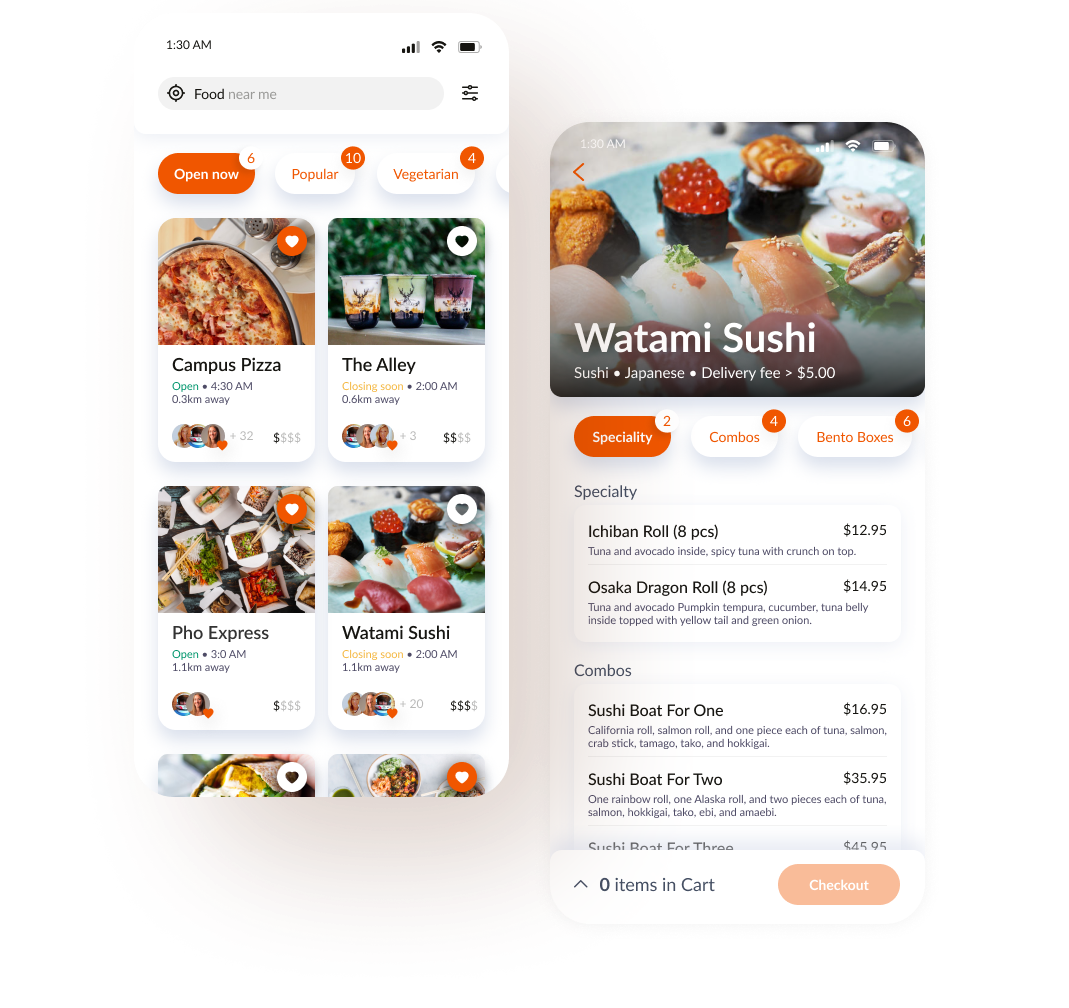 1:30 AM
Food near me
Open now 6
Popular 10
Vegetarian 4
Campus Pizza
Open • 4:30 AM
0.3km away
+ 32 $$$$
The Alley
Closing soon • 2:00 AM
0.6km away
+ 3 $$$$
Pho Express
Open • 3:0 AM
1.1km away
$$$$
Watami Sushi
Closing soon • 2:00 AM
1.1km away
+ 20 $$$$
1:30 AM
Watami Sushi
Sushi • Japanese • Delivery fee > $5.00
Speciality 2
Combos 4
Bento Boxes 6
Specialty
Ichiban Roll (8 pcs) $12.95
Tuna and avocado inside, spicy tuna with crunch on top.
Osaka Dragon Roll (8 pcs) $14.95
Tuna and avocado Pumpkin tempura, cucumber, tuna belly
inside topped with yellow tail and green onion.
Combos
Sushi Boat For One $16.95
California roll, salmon roll, and one piece each of tuna, salmon,
crab stick, tamago, tako, and hokkigai.
Sushi Boat For Two $35.95
One rainbow roll, one Alaska roll, and two pieces each of tuna,
salmon, hokkigai, tako, ebi, and amaebi.
Sushi Boat For Three $45.95
0 items in Cart
Checkout